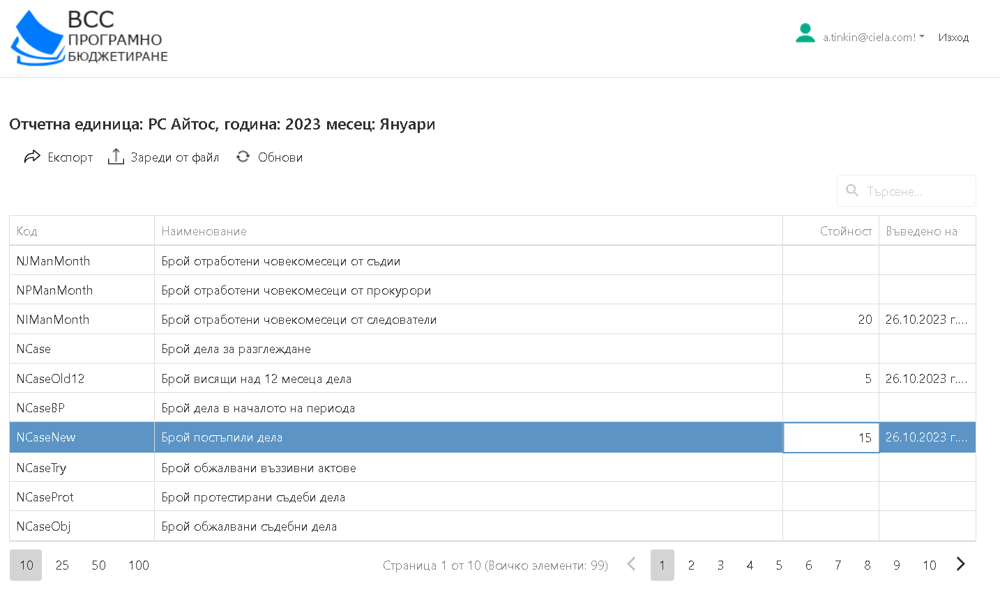 ВСС
ПРОГРАМНО
БЮДЖЕТИРАНЕ
a.tinkin@ciela.com! Изход
Отчетна единица: РС Айтос, година: 2023 месец: Януари
Експорт Зареди от файл Обнови
Търсене...
Код Наименование Стойност Въведено на
NJManMonth Брой отработени човекомесеци от съдии
NPManMonth Брой отработени човекомесеци от прокурори
NIManMonth Брой отработени човекомесеци от следователи 20 26.10.2023 г....
NCase Брой дела за разглеждане
NCaseOld12 Брой висящи над 12 месеца дела 5 26.10.2023 г....
NCaseBP Брой дела в началото на периода
NCaseNew Брой постъпили дела 15 26.10.2023 г....
NCaseTry Брой обжалвани въззивни актове
NCaseProt Брой протестирани съдеби дела
NCaseObj Брой обжалвани съдебни дела
10 25 50 100 Страница 1 от 10 (Всичко елементи: 99) 1 2 3 4 5 6 7 8 9 10